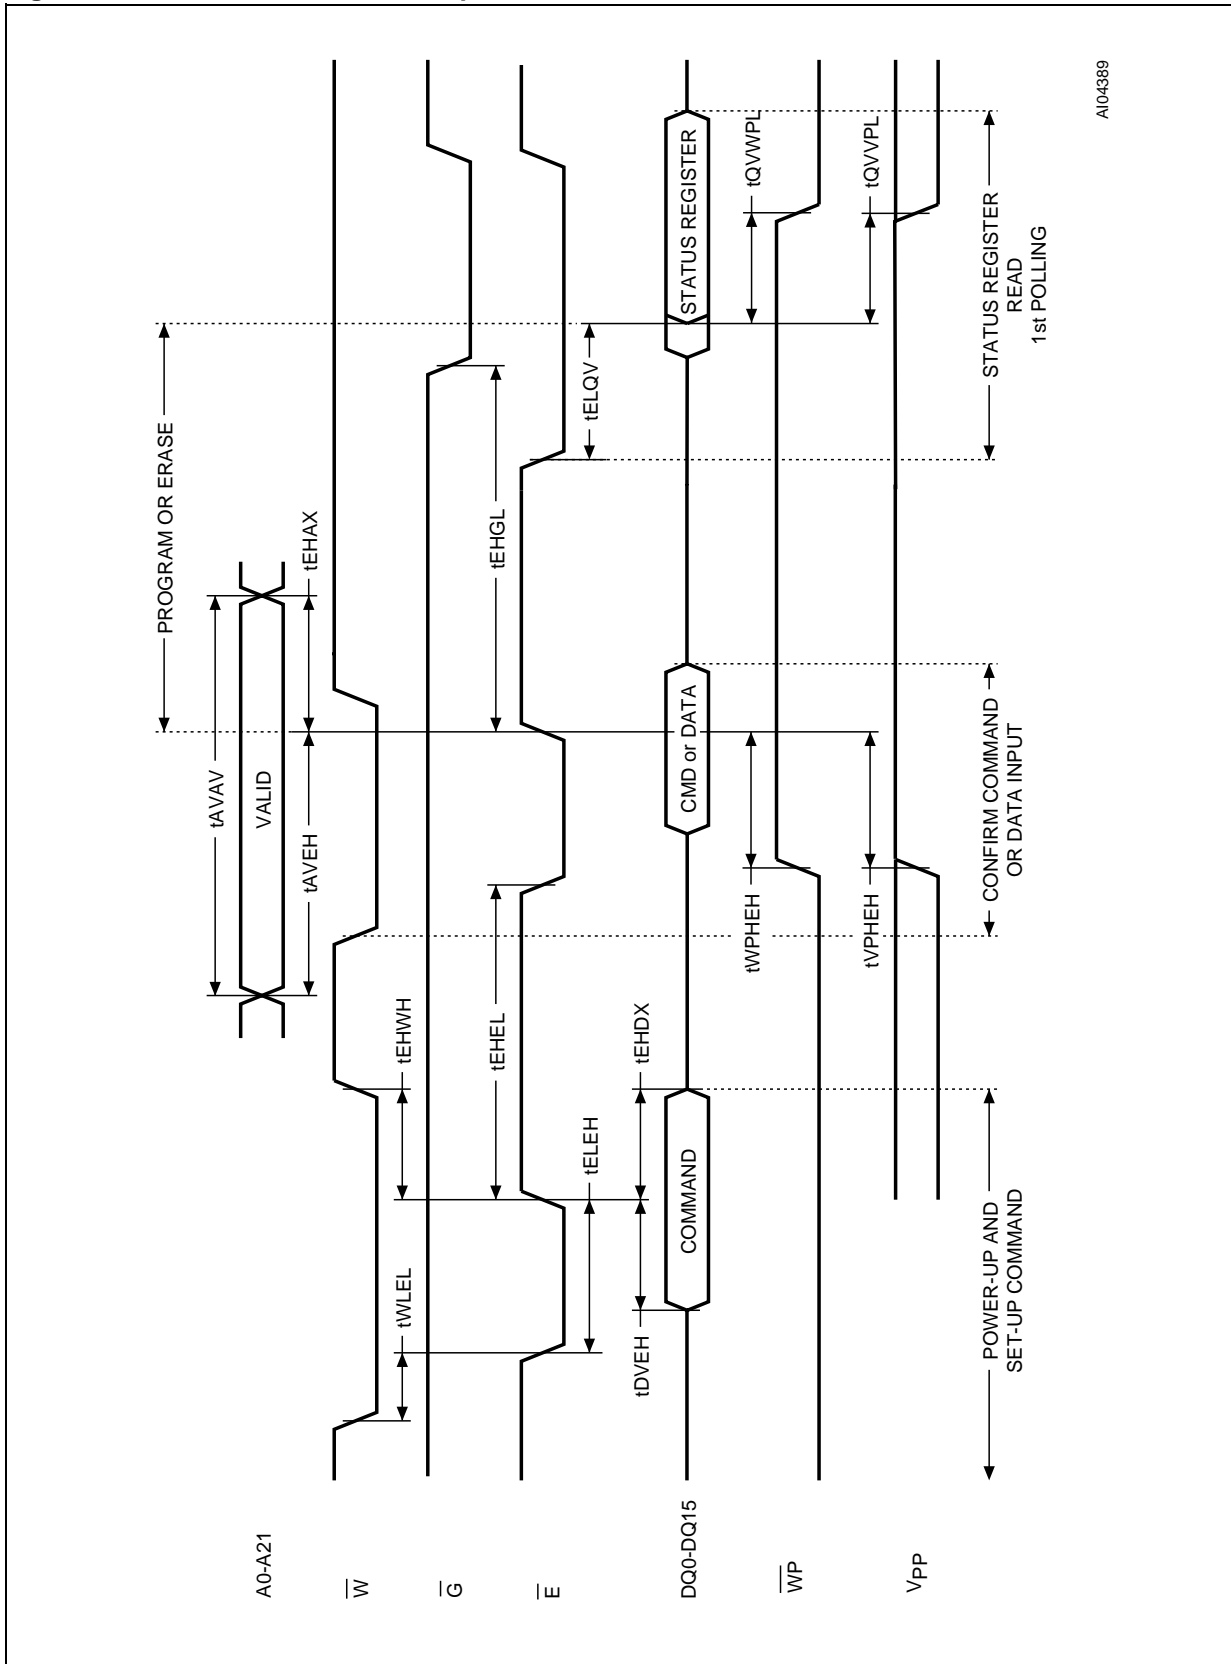 PROGRAM OR ERASE
tAVAV
A0-A21
VALID
tAVEH
tEHAX
W
tWLEL
tEHWH
G
tEHEL
tEHGL
E
tELEH
tELQV
tDVEH
tEHDX
DQ0-DQ15
COMMAND
CMD or DATA
STATUS REGISTER
tWPHEH
tQVWPL
WP
tVPHEH
tQVVPL
VPP
POWER-UP AND
SET-UP COMMAND
CONFIRM COMMAND
OR DATA INPUT
STATUS REGISTER
READ
1st POLLING
AI04389